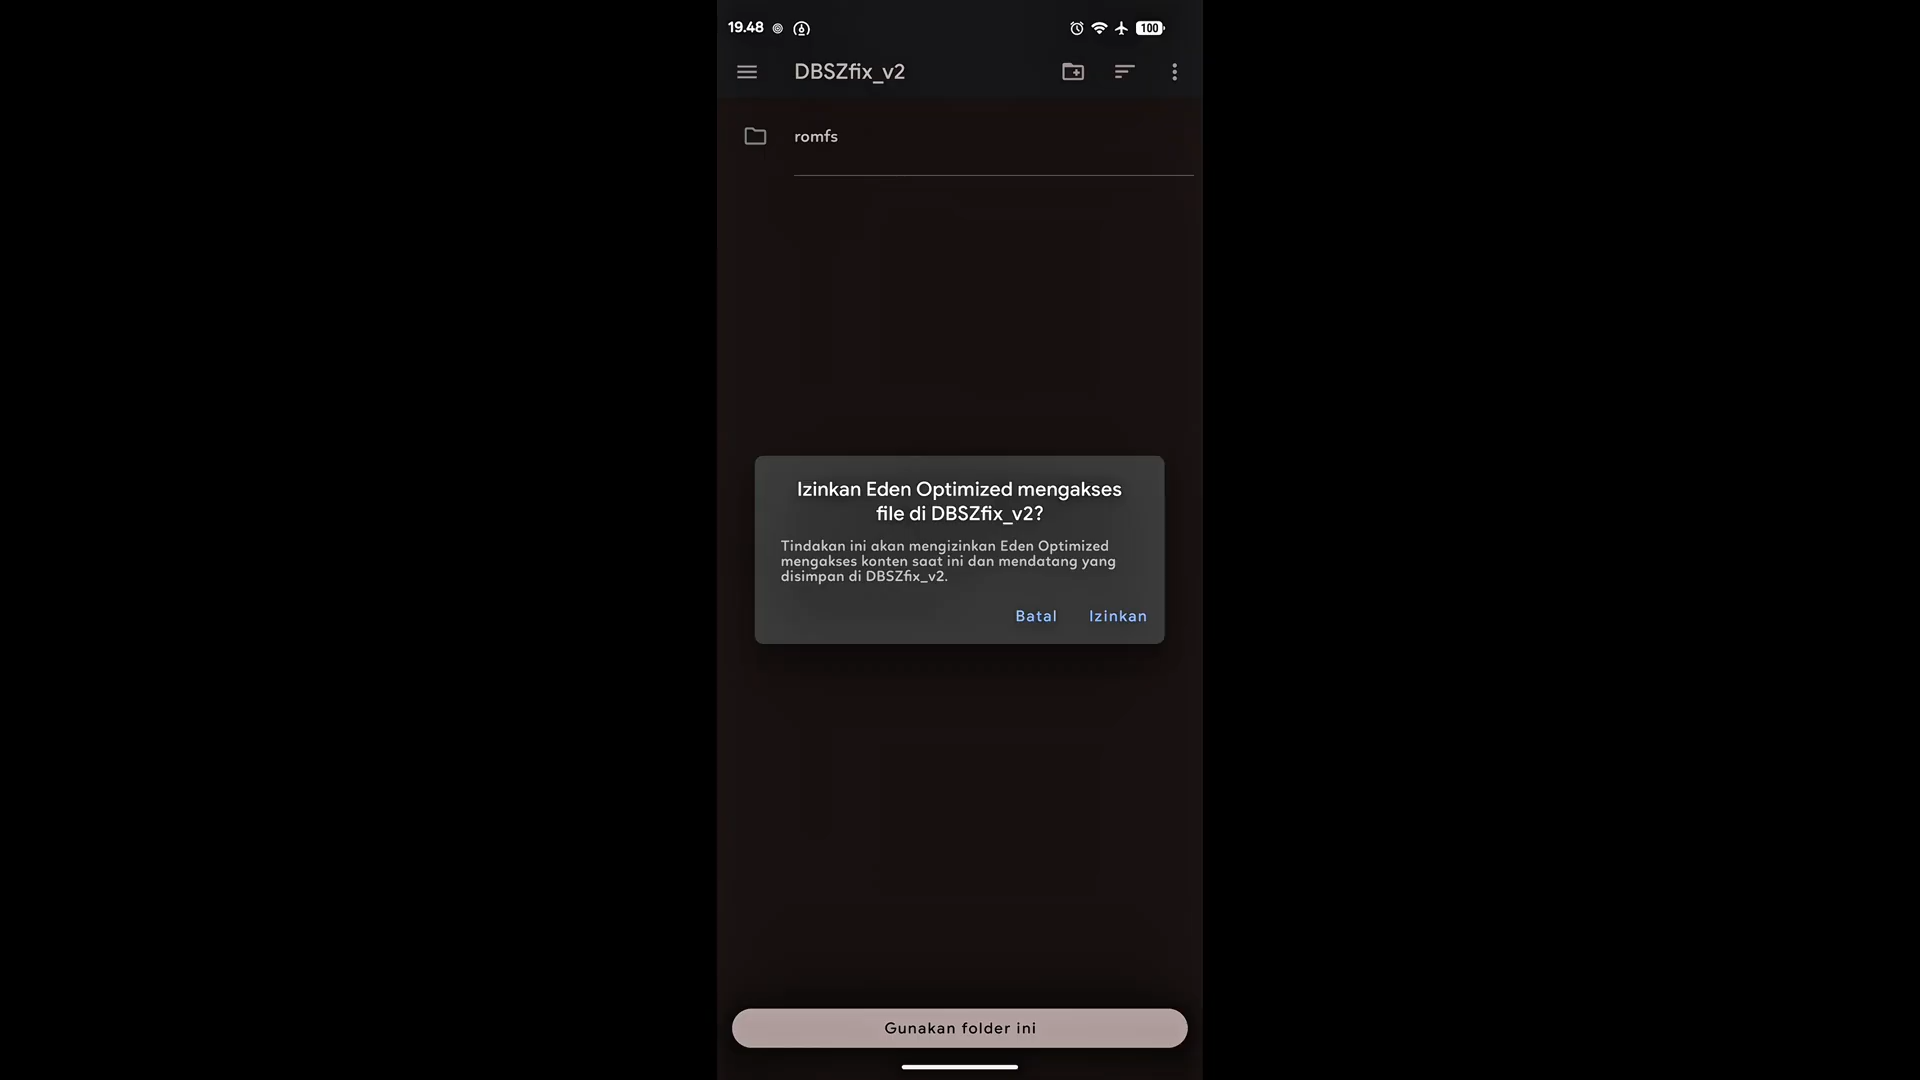 19.48
100
DBSZfix_v2
romfs
Izinkan Eden Optimized mengakses
file di DBSZfix_v2?
Tindakan ini akan mengizinkan Eden Optimized
mengakses konten saat ini dan mendatang yang
disimpan di DBSZfix_v2.
Batal Izinkan
Gunakan folder ini